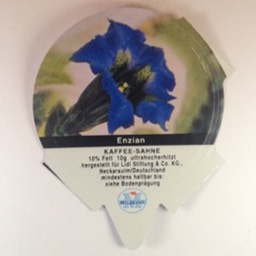 Enzian
KAFFEE-SAHNE
10% Fett 10g ultrahocherhitzt
hergestellt für Lidl Stiftung & Co. KG.,
Neckarsulm/Deutschland
mindestens haltbar bis:
siehe Bodenprägung
MILBONA